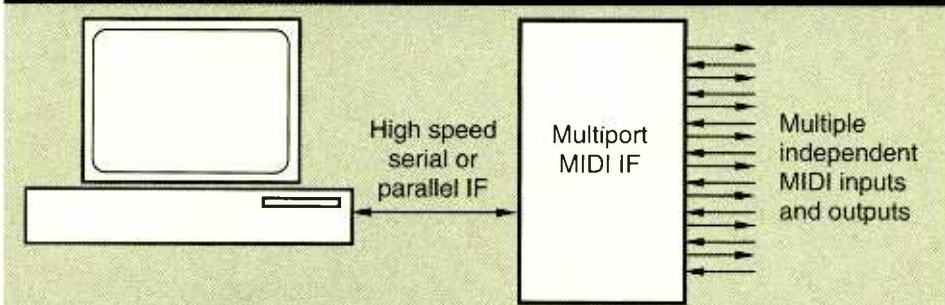 High speed
serial or
parallel IF
Multiport
MIDI IF
Multiple
independent
MIDI inputs
and outputs